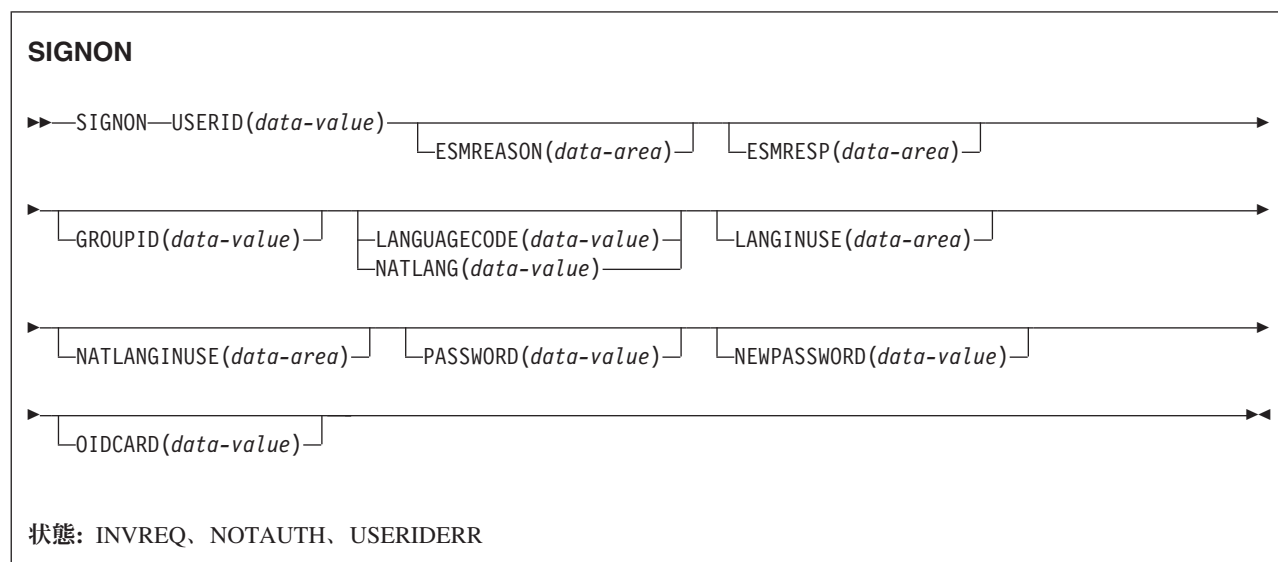 SIGNON
SIGNON USERID(data-value)
ESMREASON(data-area) ESMRESP(data-area)
GROUPID(data-value) LANGUAGECODE(data-value) LANGINUSE(data-area)
NATLANG(data-value)
NATLANGINUSE(data-area) PASSWORD(data-value) NEWPASSWORD(data-value)
OIDCARD(data-value)
状態: INVREQ、NOTAUTH、USERIDERR